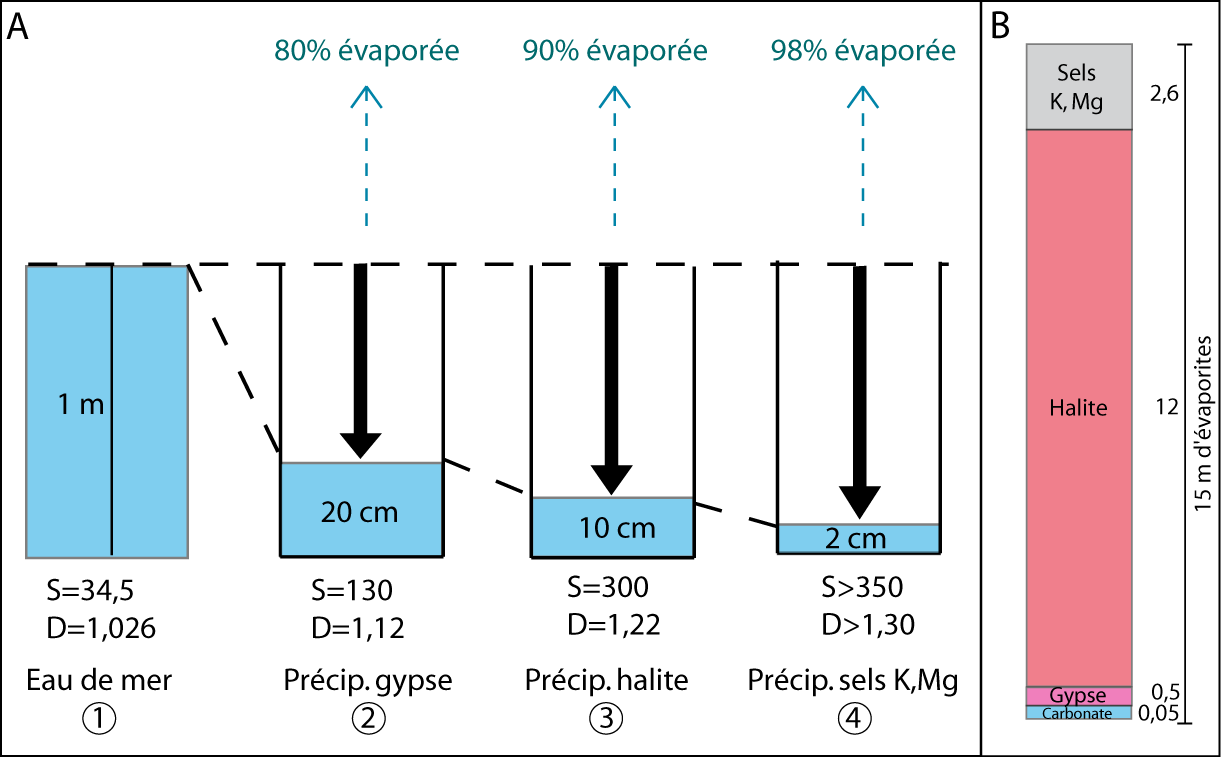 A
80% évaporée
90% évaporée
98% évaporée
1 m
20 cm
10 cm
2 cm
S=34,5
D=1,026
S=130
D=1,12
S=300
D=1,22
S>350
D>1,30
Eau de mer
Précip. gypse
Précip. halite
Précip. sels K,Mg
①
②
③
④
B
Sels
K, Mg
2,6
Halite
12
Gypse
0,5
Carbonate
0,05
15 m d'évaporites